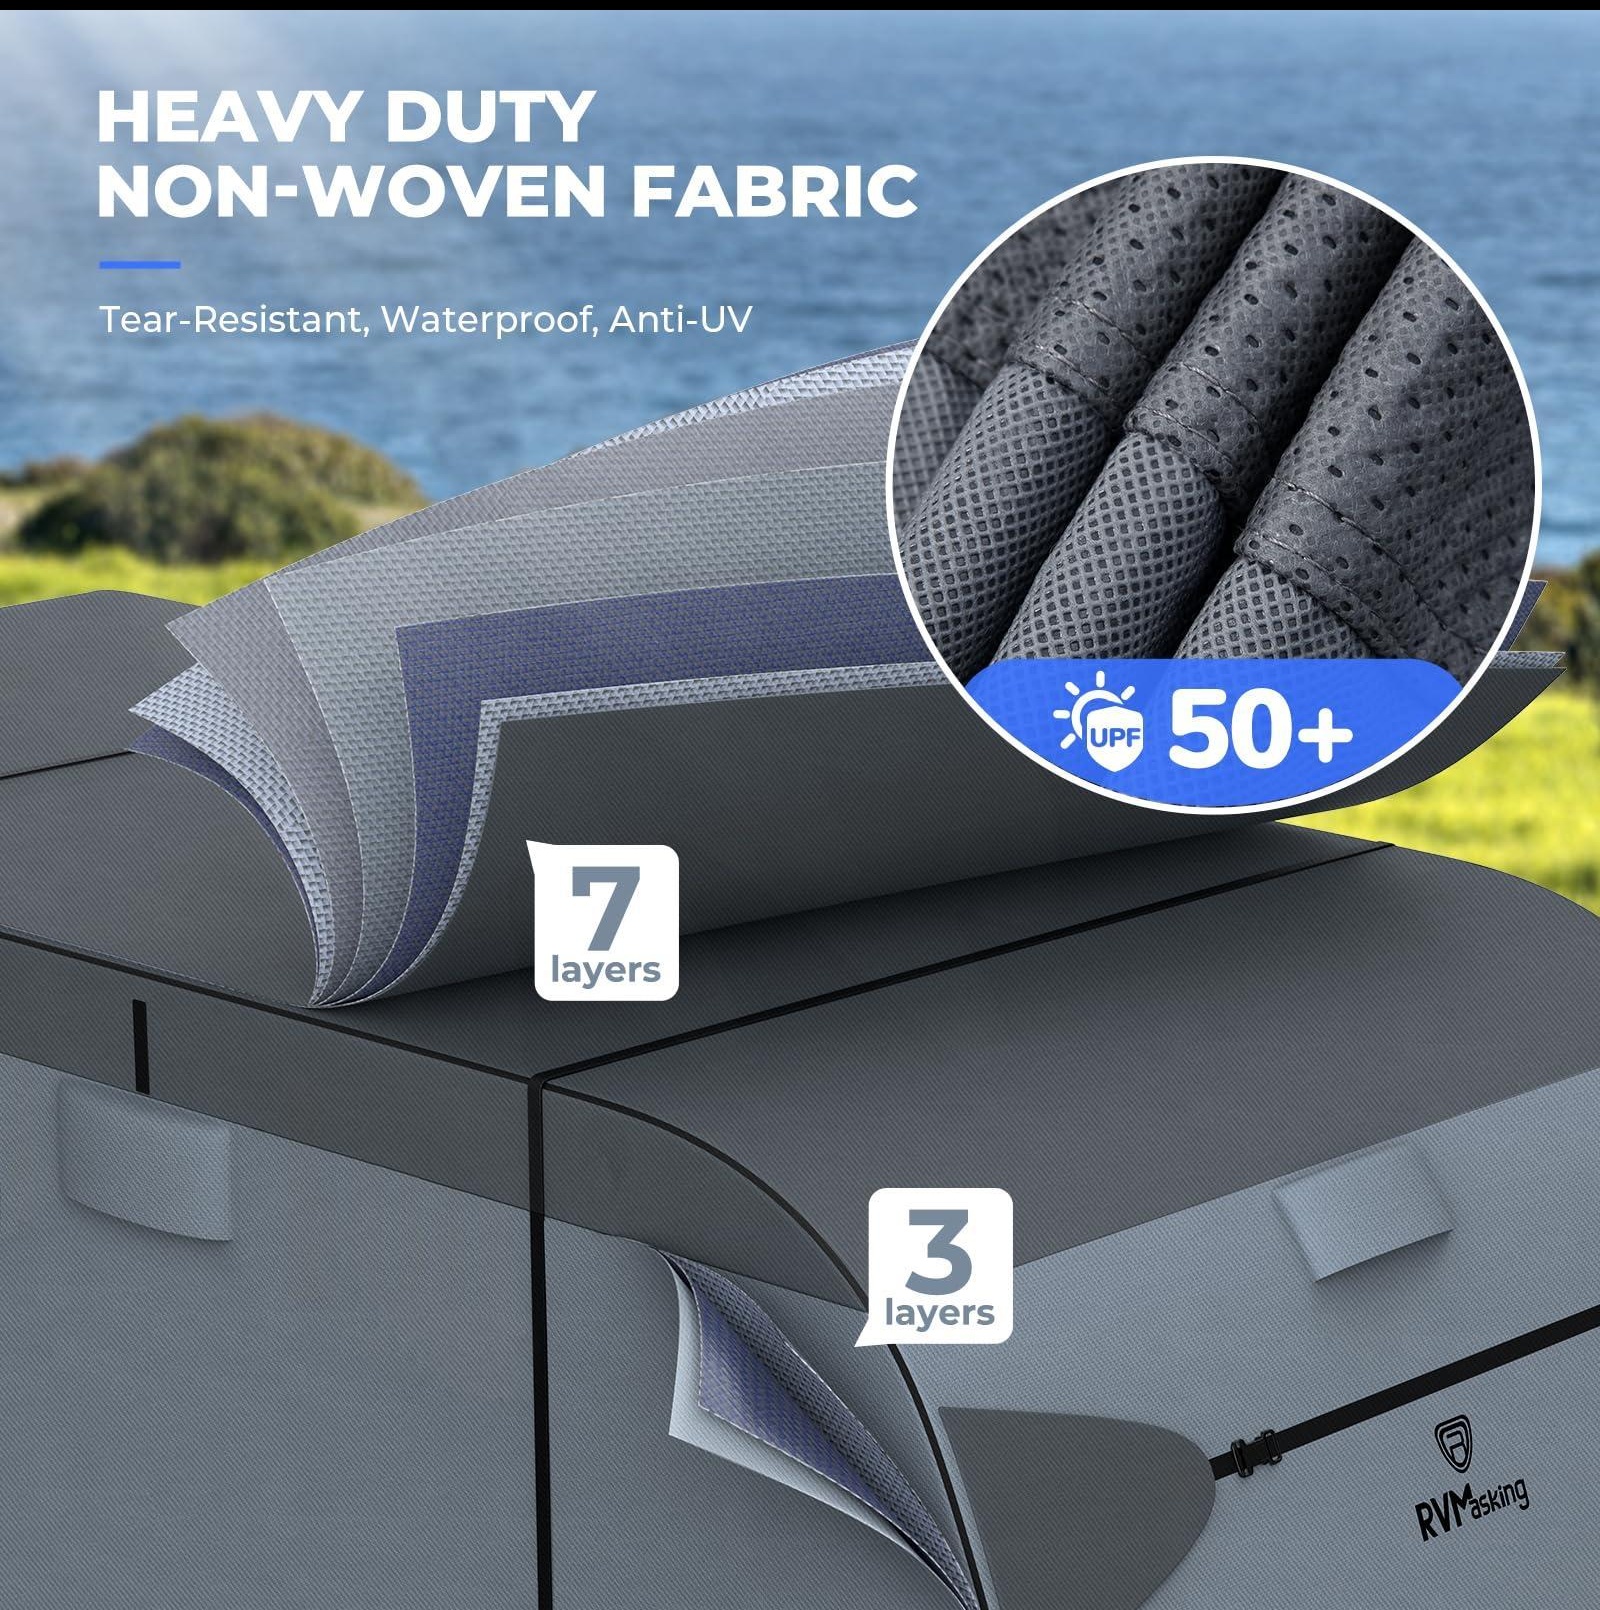 HEAVY DUTY
NON-WOVEN FABRIC
Tear-Resistant, Waterproof, Anti-UV
UPF 50+
7
layers
3
layers
RVMasking